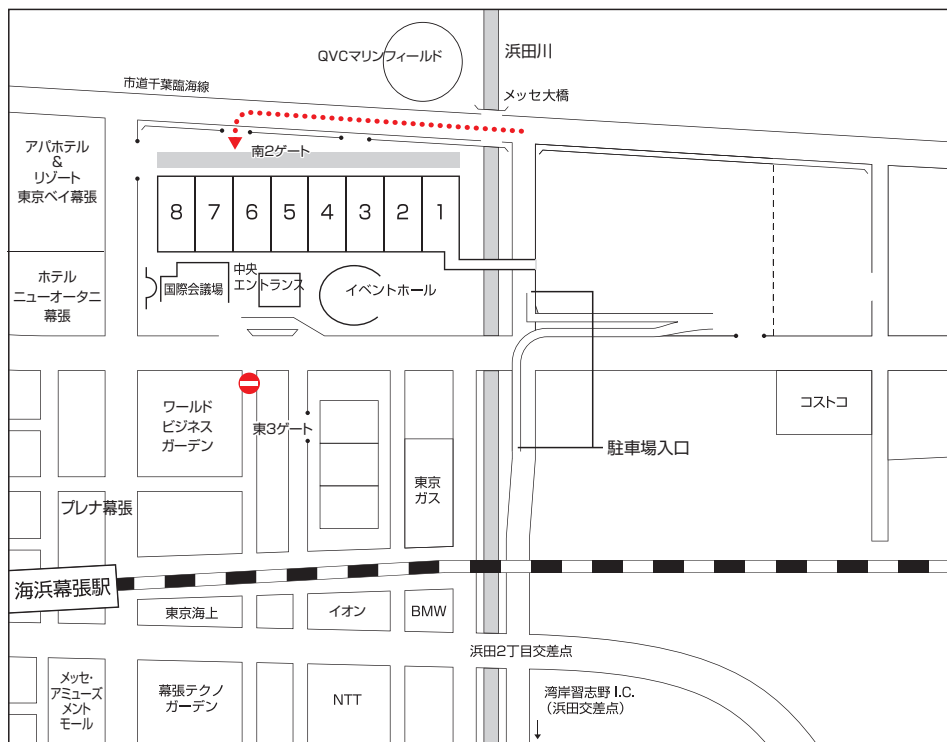 QVCマリンフィールド
浜田川
市道千葉臨海線
メッセ大橋
アパホテル
&
リゾート
東京ベイ幕張
南2ゲート
8 7 6 5 4 3 2 1
ホテル
ニューオータニ
幕張
国際会議場
中央
エントランス
イベントホール
ワールド
ビジネス
ガーデン
東3ゲート
コストコ
駐車場入口
東京
ガス
プレナ幕張
海浜幕張駅
東京海上
イオン
BMW
浜田2丁目交差点
メッセ・
アミューズ
メント
モール
幕張テクノ
ガーデン
NTT
湾岸習志野 I.C.
(浜田交差点)